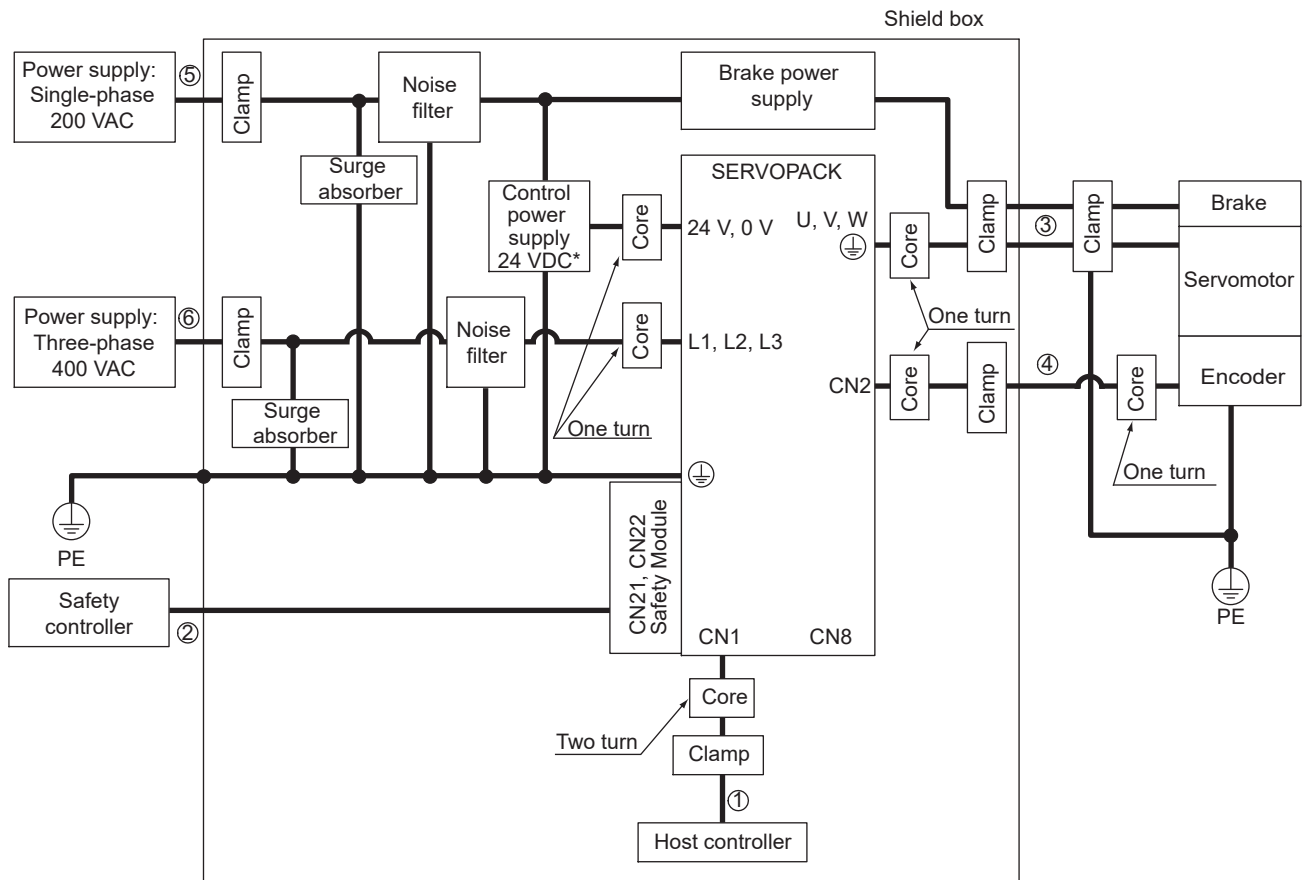 Shield box
Power supply:
Single-phase
200 VAC
⑤
Clamp
Noise
filter
Brake power
supply
Surge
absorber
Control
power
supply
24 VDC*
Core
SERVOPACK
24 V, 0 V
U, V, W
Core
Clamp
③
Clamp
Brake
Servomotor
Power supply:
Three-phase
400 VAC
⑥
Clamp
Noise
filter
Core
L1, L2, L3
One turn
Surge
absorber
One turn
CN2
Core
Clamp
④
Core
Encoder
One turn
PE
CN21, CN22
Safety Module
Safety
controller
②
PE
CN1
CN8
Core
Two turn
Clamp
①
Host controller